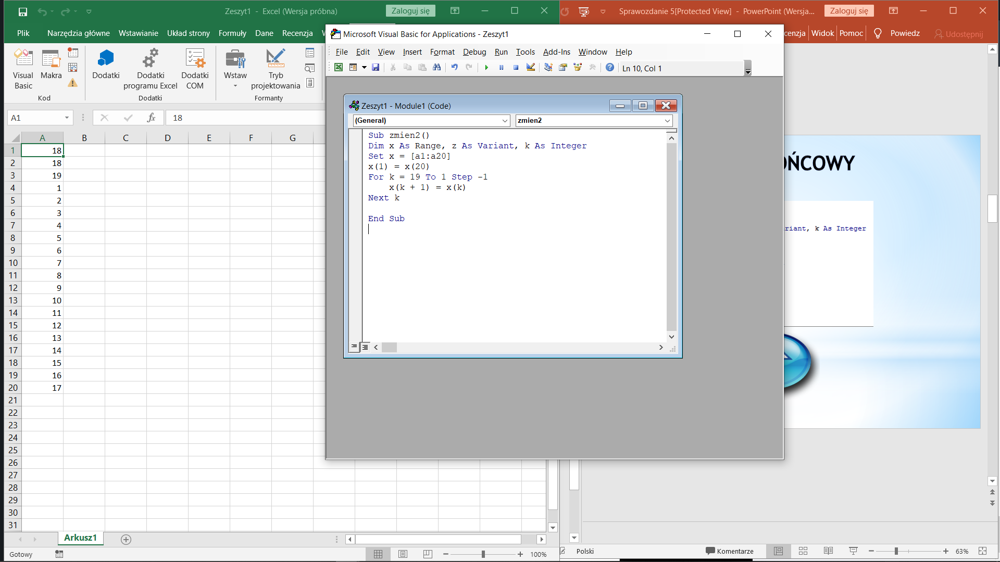 Zeszyt1 - Excel (Wersja próbna)
Zaloguj się
Sprawozdanie 5[Protected View] - PowerPoint (Wersja...
Zaloguj się
Plik
Narzędzia główne
Wstawianie
Układ strony
Formuły
Dane
Recenzja
Widok
Pomoc
Powiedz
Udostępnij
Visual Basic
Makra
Kod
Dodatki
Dodatki programu Excel
Dodatki COM
Dodatki
Wstaw
Tryb projektowania
Formanty
A1
fx
18
A B C D E F G
1 18
2 18
3 19
4 1
5 2
6 3
7 4
8 5
9 6
10 7
11 8
12 9
13 10
14 11
15 12
16 13
17 14
18 15
19 16
20 17
21
22
23
24
25
26
27
28
29
30
31
Arkusz1
Gotowy
100%
Microsoft Visual Basic for Applications - Zeszyt1
File Edit View Insert Format Debug Run Tools Add-Ins Window Help
Ln 10, Col 1
Zeszyt1 - Module1 (Code)
(General)
zmien2
Sub zmien2()
Dim x As Range, z As Variant, k As Integer
Set x = [a1:a20]
x(1) = x(20)
For k = 19 To 1 Step -1
x(k + 1) = x(k)
Next k
End Sub
ŃCOWY
riant, k As Integer
Polski
Komentarze
63%